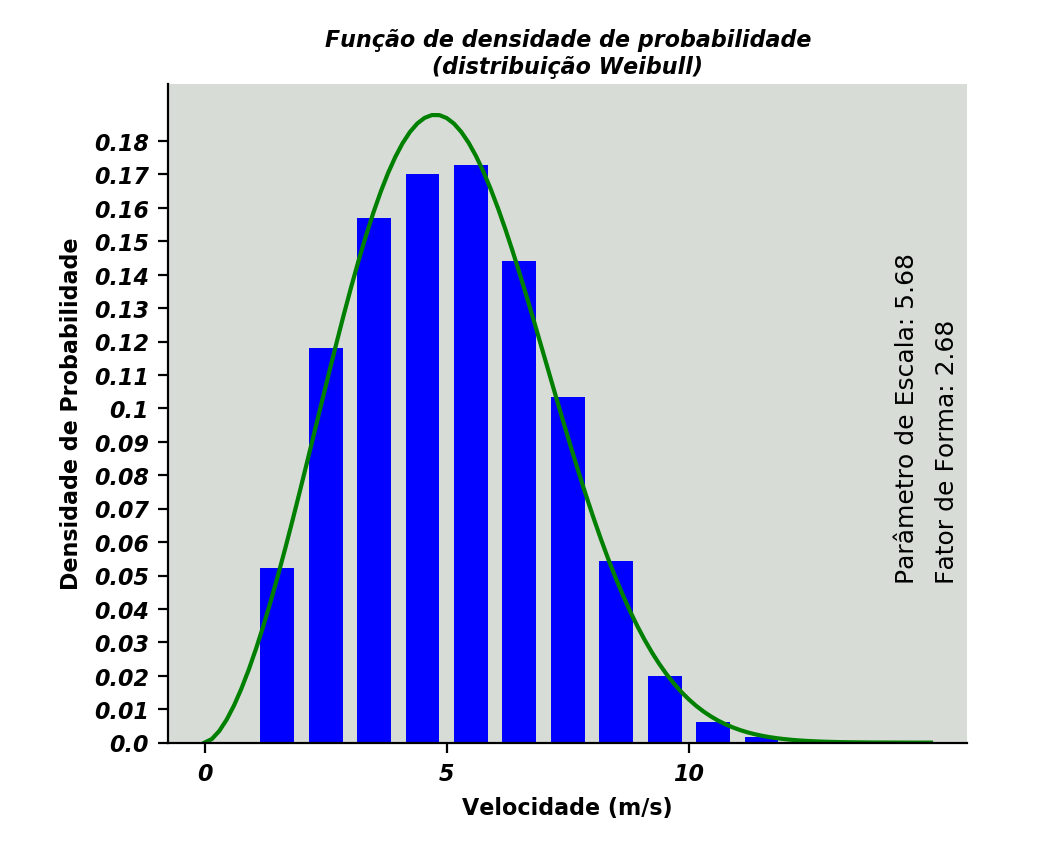 Função de densidade de probabilidade
(distribuição Weibull)
Densidade de Probabilidade
0.18
0.17
0.16
0.15
0.14
0.13
0.12
0.11
0.1
0.09
0.08
0.07
0.06
0.05
0.04
0.03
0.02
0.01
0.0
0 5 10
Velocidade (m/s)
Parâmetro de Escala: 5.68
Fator de Forma: 2.68